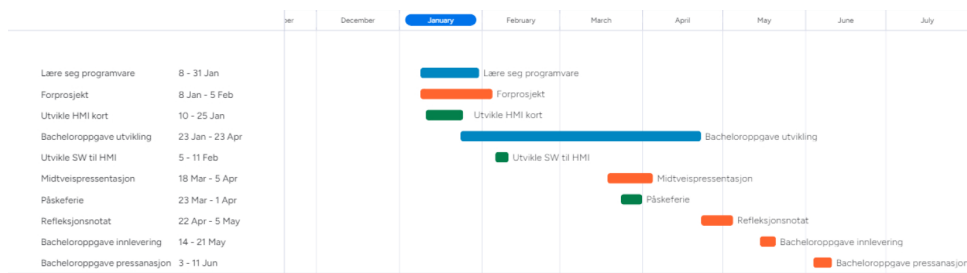 ber December January February March April May June July
Lære seg programvare 8 - 31 Jan Lære seg programvare
Forprosjekt 8 Jan - 5 Feb Forprosjekt
Utvikle HMI kort 10 - 25 Jan Utvikle HMI kort
Bacheloroppgave utvikling 23 Jan - 23 Apr Bacheloroppgave utvikling
Utvikle SW til HMI 5 - 11 Feb Utvikle SW til HMI
Midtveispressentasjon 18 Mar - 5 Apr Midtveispressentasjon
Påskeferie 23 Mar - 1 Apr Påskeferie
Refleksjonsnotat 22 Apr - 5 May Refleksjonsnotat
Bacheloroppgave innlevering 14 - 21 May Bacheloroppgave innlevering
Bacheloroppgave pressanasjon 3 - 11 Jun Bacheloroppgave pressanasjon